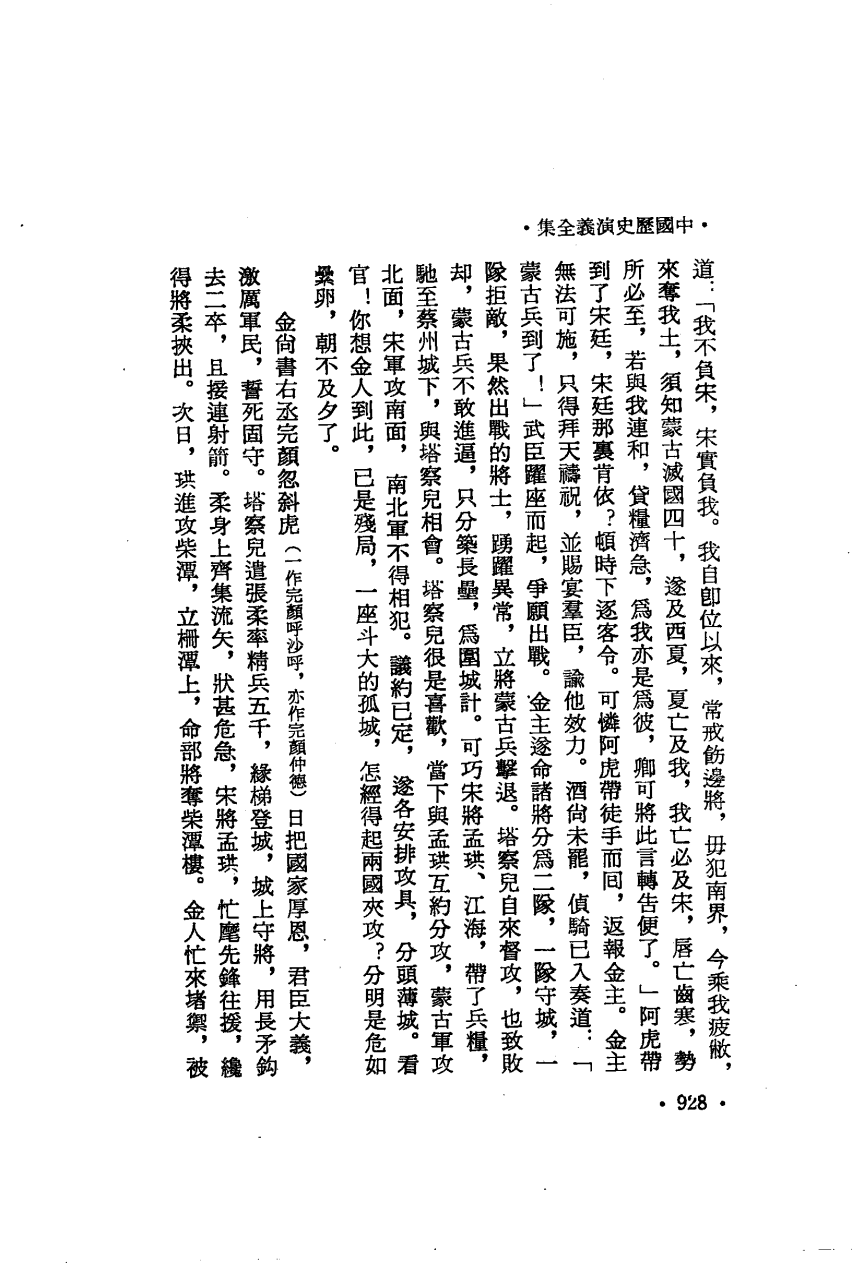 •中國歷史演義全集•
道：「我不負宋，宋實負我。我自卽位以來，常戒飭邊將，毋犯南界，今乘我疲敝，
來奪我土，須知蒙古滅國四十，遂及西夏，夏亡及我，我亡必及宋，唇亡齒寒，勢
所必至，若與我連和，貸糧濟急，爲我亦是爲彼，卿可將此言轉告便了。」阿虎帶
到了宋廷，宋廷那裏肯依？頓時下逐客令。可憐阿虎帶徒手而回，返報金主。金主
無法可施，只得拜天禱祝，並賜宴羣臣，諭他效力。酒尙未罷，偵騎已入奏道：「
蒙古兵到了！」武臣躍座而起，爭願出戰。金主遂命諸將分爲二隊，一隊守城，一
隊拒敵，果然出戰的將士，踴躍異常，立將蒙古兵擊退。塔察兒自來督攻，也致敗
却，蒙古兵不敢進逼，只分築長壘，爲圍城計。可巧宋將孟珙、江海，帶了兵糧，
馳至蔡州城下，與塔察兒相會。塔察兒很是喜歡，當下與孟珙互約分攻，蒙古軍攻
北面，宋軍攻南面，南北軍不得相犯。議約已定，遂各安排攻具，分頭薄城。看
官！你想金人到此，已是殘局，一座斗大的孤城，怎經得起兩國夾攻？分明是危如
纍卵，朝不及夕了。
金尙書右丞完顏忽斜虎（一作完顏呼沙呼，亦作完顏仲德）日把國家厚恩，君臣大義，
激厲軍民，誓死固守。塔察兒遣張柔率精兵五千，緣梯登城，城上守將，用長矛鈎
去二卒，且接連射箭。柔身上齊集流矢，狀甚危急，宋將孟珙，忙麾先鋒往援，纔
得將柔挾出。次日，珙進攻柴潭，立柵潭上，命部將奪柴潭樓。金人忙來堵禦，被
•928•